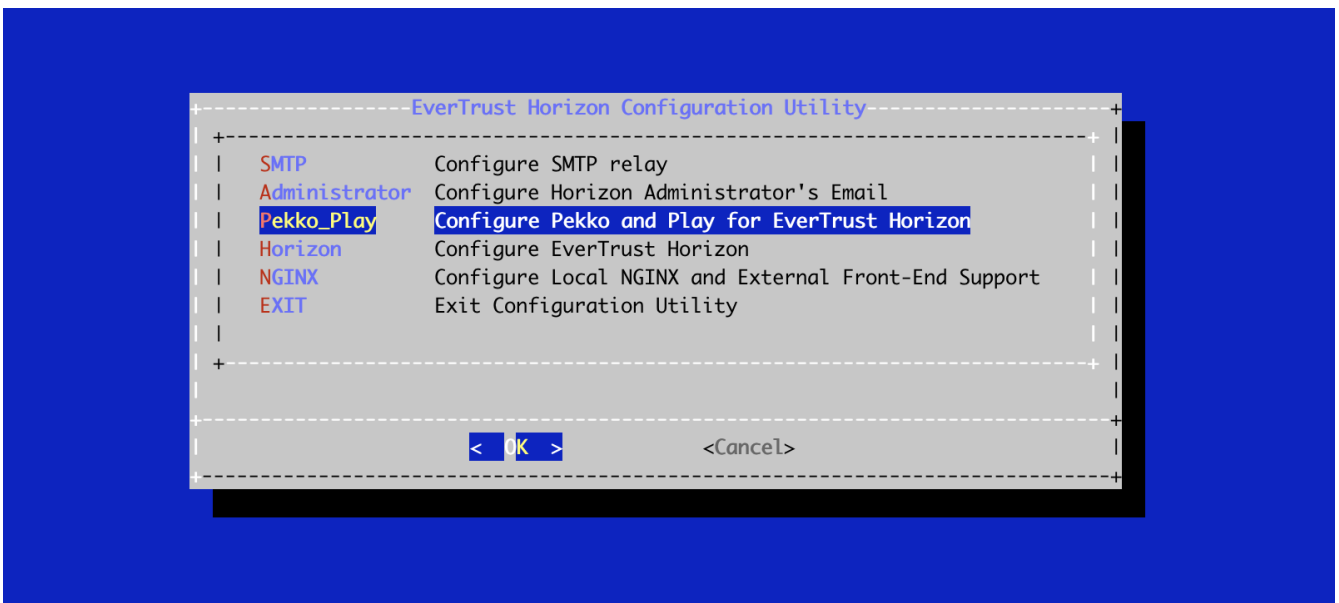 EverTrust Horizon Configuration Utility
SMTP Configure SMTP relay
Administrator Configure Horizon Administrator's Email
Pekko_Play Configure Pekko and Play for EverTrust Horizon
Horizon Configure EverTrust Horizon
NGINX Configure Local NGINX and External Front-End Support
EXIT Exit Configuration Utility
< OK > <Cancel>